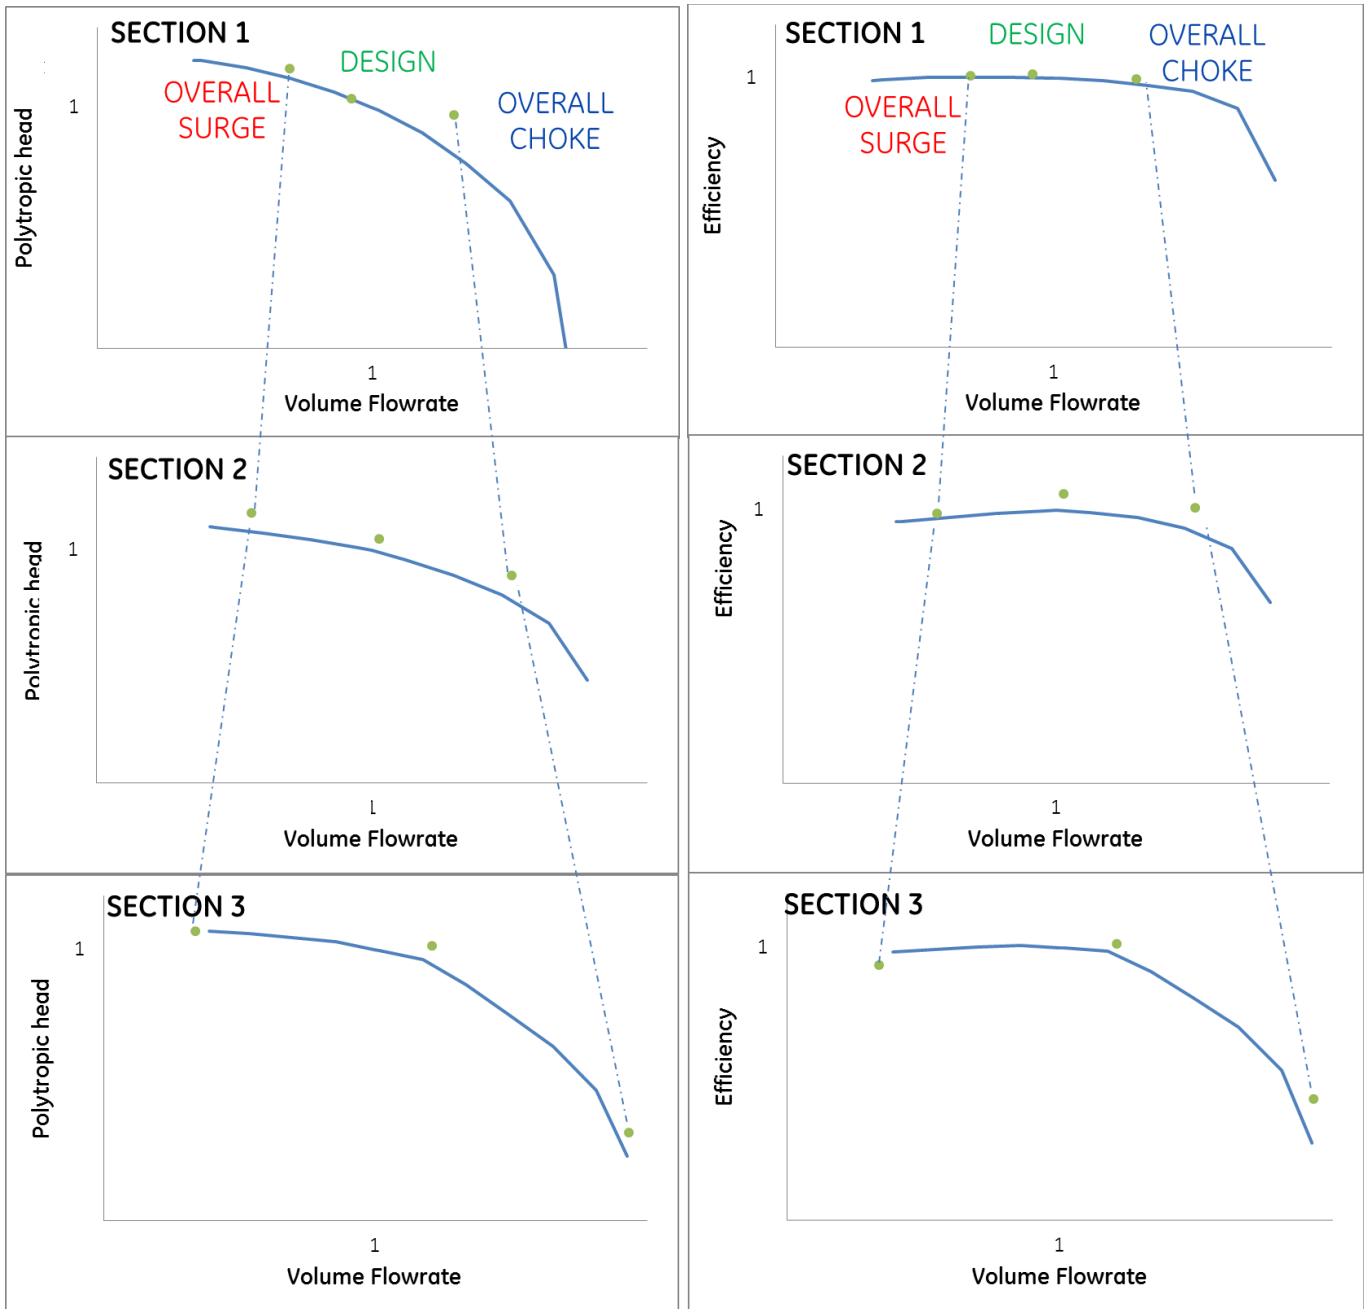 SECTION 1
DESIGN
OVERALL
SURGE
OVERALL
CHOKE
1
Polytropic head
1
Volume Flowrate
SECTION 1
DESIGN
OVERALL
CHOKE
OVERALL
SURGE
1
Efficiency
1
Volume Flowrate
SECTION 2
1
Polytropic head
1
Volume Flowrate
SECTION 2
1
Efficiency
1
Volume Flowrate
SECTION 3
1
Polytropic head
1
Volume Flowrate
SECTION 3
1
Efficiency
1
Volume Flowrate